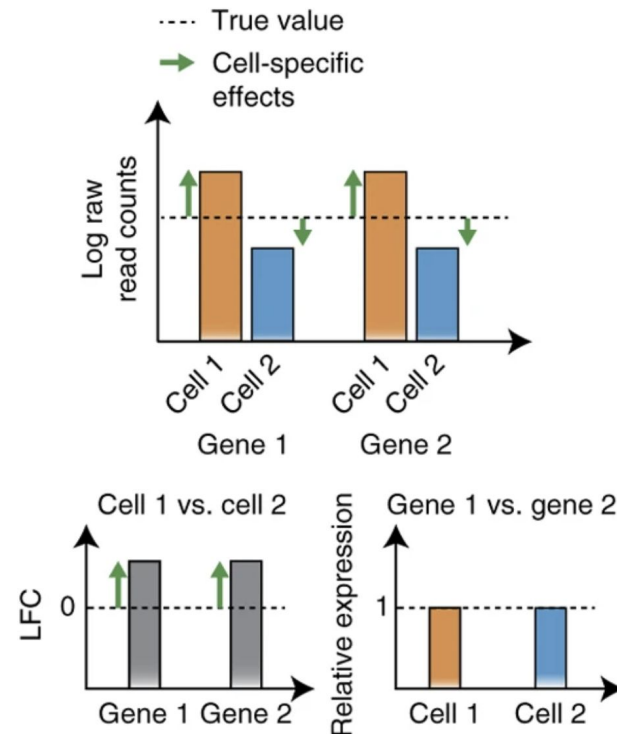 True value
Cell-specific
effects
Log raw
read counts
Cell 1
Cell 2
Cell 1
Cell 2
Gene 1
Gene 2
Cell 1 vs. cell 2
LFC
0
Gene 1
Gene 2
Gene 1 vs. gene 2
Relative expression
1
Cell 1
Cell 2